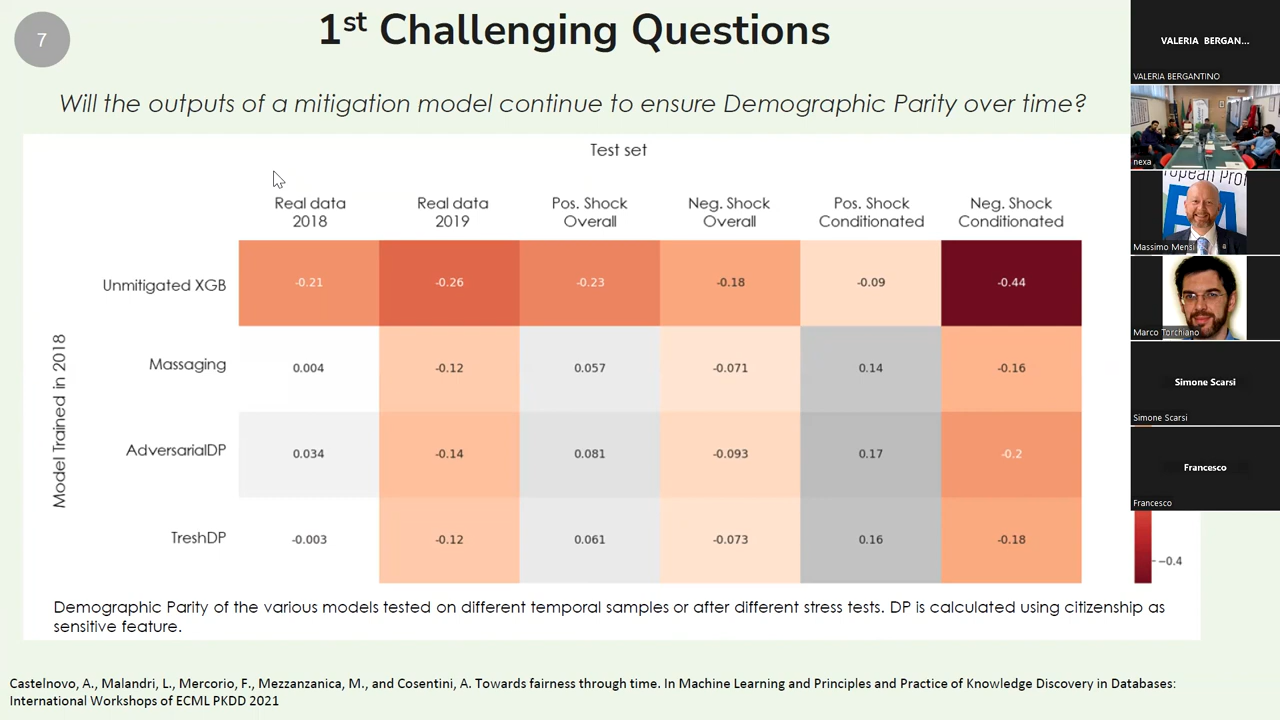 7
1st Challenging Questions
Will the outputs of a mitigation model continue to ensure Demographic Parity over time?
Test set
Real data 2018
Real data 2019
Pos. Shock Overall
Neg. Shock Overall
Pos. Shock Conditionated
Neg. Shock Conditionated
Model Trained in 2018
Unmitigated XGB
-0.21 -0.26 -0.23 -0.18 -0.09 -0.44
Massaging
0.004 -0.12 0.057 -0.071 0.14 -0.16
AdversarialDP
0.034 -0.14 0.081 -0.093 0.17 -0.2
TreshDP
-0.003 -0.12 0.061 -0.073 0.16 -0.18
−0.4
Demographic Parity of the various models tested on different temporal samples or after different stress tests. DP is calculated using citizenship as
sensitive feature.
Castelnovo, A., Malandri, L., Mercorio, F., Mezzanzanica, M., and Cosentini, A. Towards fairness through time. In Machine Learning and Principles and Practice of Knowledge Discovery in Databases:
International Workshops of ECML PKDD 2021
VALERIA BERGAN...
VALERIA BERGANTINO
nexa
Massimo Mensi
Marco Torchiano
Simone Scarsi
Simone Scarsi
Francesco
Francesco